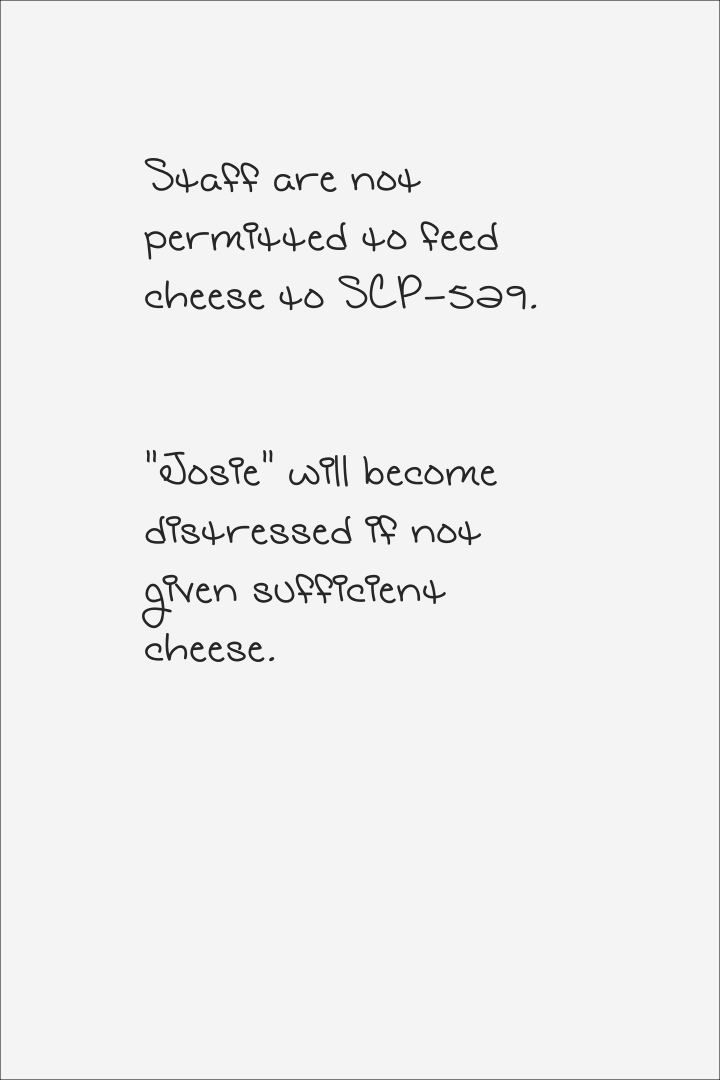 Staff are not
permitted to feed
cheese to SCP-529.
"Josie" will become
distressed if not
given sufficient
cheese.